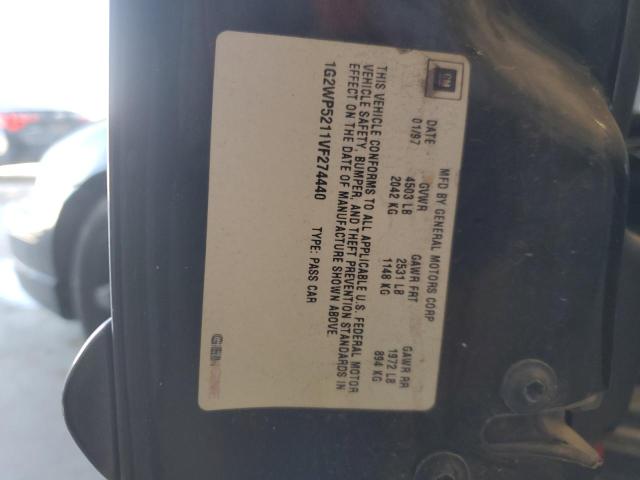 GM
MFD BY GENERAL MOTORS CORP
DATE GVWR GAWR FRT GAWR RR
01/97 4503 LB 2531 LB 1972 LB
2042 KG 1148 KG 894 KG
THIS VEHICLE CONFORMS TO ALL APPLICABLE U.S. FEDERAL MOTOR
VEHICLE SAFETY, BUMPER, AND THEFT PREVENTION STANDARDS IN
EFFECT ON THE DATE OF MANUFACTURE SHOWN ABOVE
1G2WP5211VF274440 TYPE: PASS CAR